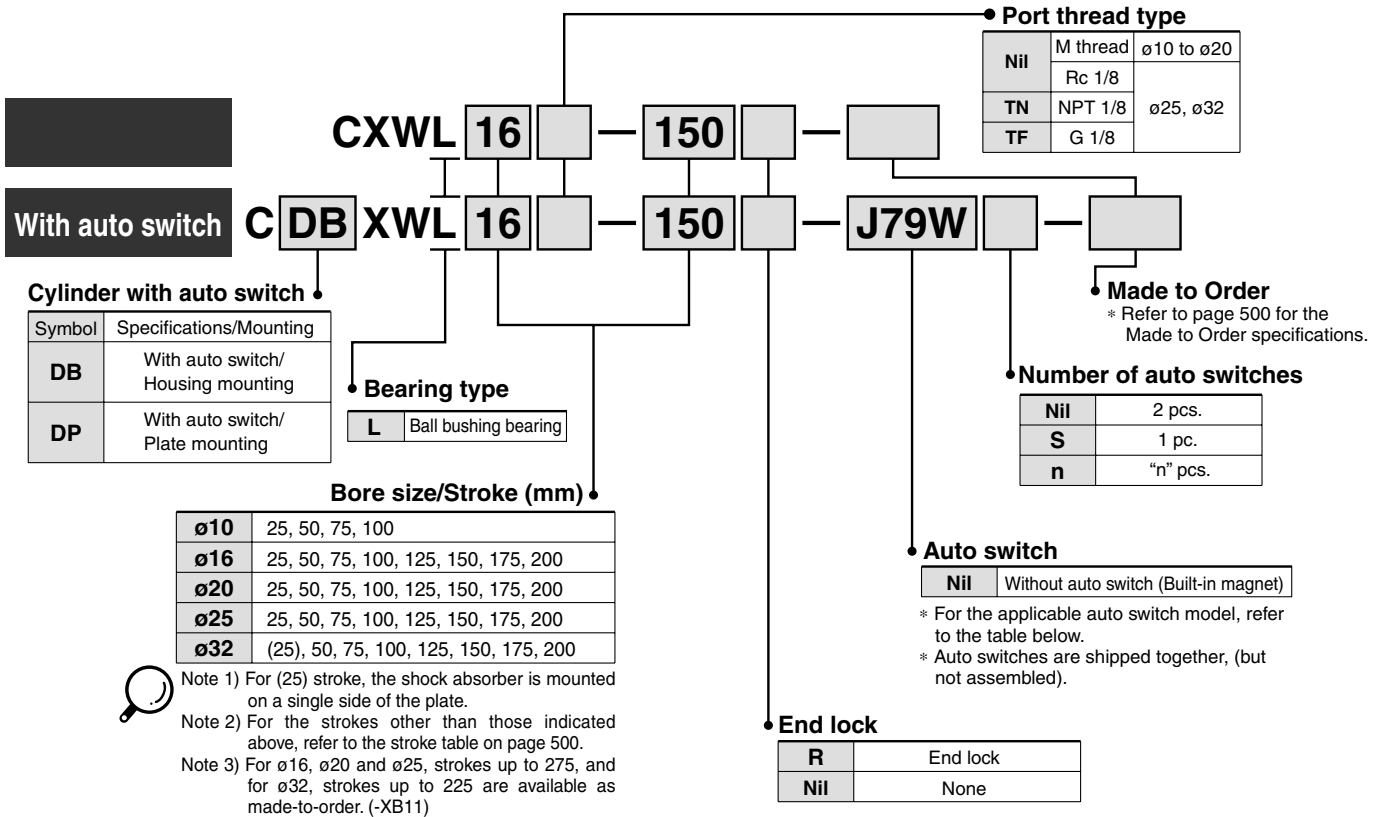 Port thread type
Nil M thread ø10 to ø20
Rc 1/8 ø25, ø32
TN NPT 1/8
TF G 1/8
CXWL 16 — 150 —
With auto switch C DB XWL 16 — 150 — J79W —
Cylinder with auto switch
Symbol Specifications/Mounting
DB With auto switch/
Housing mounting
DP With auto switch/
Plate mounting
Bearing type
L Ball bushing bearing
Made to Order
* Refer to page 500 for the
Made to Order specifications.
Number of auto switches
Nil 2 pcs.
S 1 pc.
n “n” pcs.
Bore size/Stroke (mm)
ø10 25, 50, 75, 100
ø16 25, 50, 75, 100, 125, 150, 175, 200
ø20 25, 50, 75, 100, 125, 150, 175, 200
ø25 25, 50, 75, 100, 125, 150, 175, 200
ø32 (25), 50, 75, 100, 125, 150, 175, 200
Note 1) For (25) stroke, the shock absorber is mounted
on a single side of the plate.
Note 2) For the strokes other than those indicated
above, refer to the stroke table on page 500.
Note 3) For ø16, ø20 and ø25, strokes up to 275, and
for ø32, strokes up to 225 are available as
made-to-order. (-XB11)
Auto switch
Nil Without auto switch (Built-in magnet)
* For the applicable auto switch model, refer
to the table below.
* Auto switches are shipped together, (but
not assembled).
End lock
R End lock
Nil None